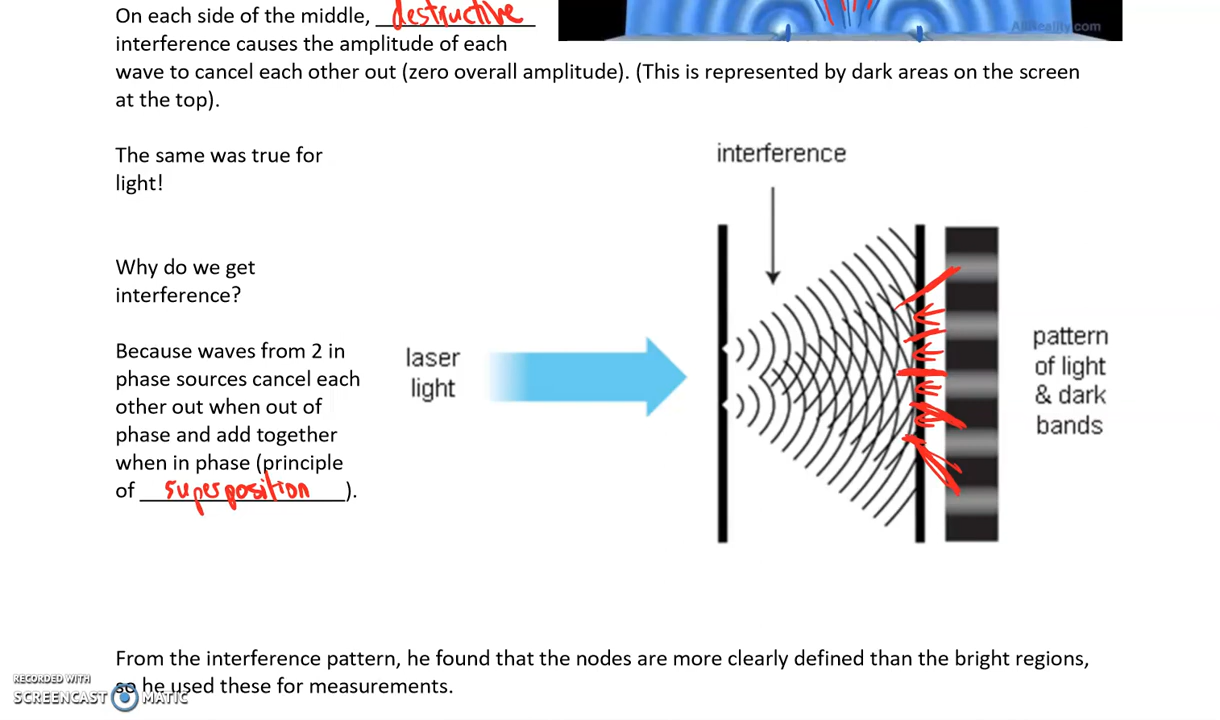 On each side of the middle, destructive
interference causes the amplitude of each
AllReality.com
wave to cancel each other out (zero overall amplitude). (This is represented by dark areas on the screen
at the top).
The same was true for
light!
interference
Why do we get
interference?
Because waves from 2 in
phase sources cancel each
other out when out of
phase and add together
when in phase (principle
of superposition ).
laser
light
pattern
of light
& dark
bands
From the interference pattern, he found that the nodes are more clearly defined than the bright regions,
so he used these for measurements.
RECORDED WITH
SCREENCAST MATIC